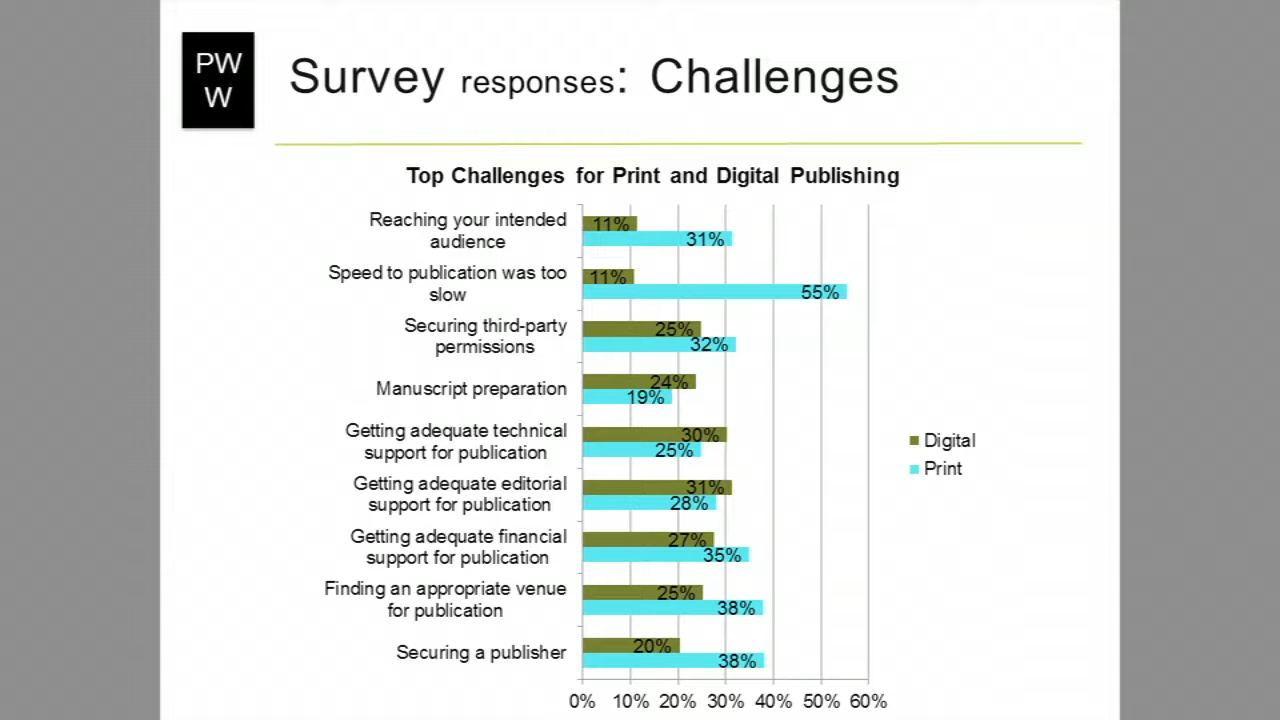 PW
W
Survey responses: Challenges
Top Challenges for Print and Digital Publishing
Reaching your intended
audience
11%
31%
Speed to publication was too
slow
11%
55%
Securing third-party
permissions
25%
32%
Manuscript preparation
24%
19%
Getting adequate technical
support for publication
30%
25%
Getting adequate editorial
support for publication
31%
28%
Getting adequate financial
support for publication
27%
35%
Finding an appropriate venue
for publication
25%
38%
Securing a publisher
20%
38%
Digital
Print
0% 10% 20% 30% 40% 50% 60%